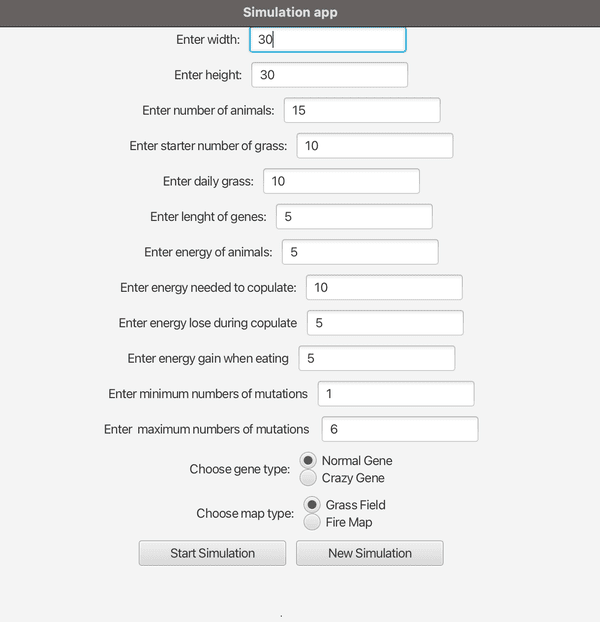 Simulation app
Enter width: 30
Enter height: 30
Enter number of animals: 15
Enter starter number of grass: 10
Enter daily grass: 10
Enter lenght of genes: 5
Enter energy of animals: 5
Enter energy needed to copulate: 10
Enter energy lose during copulate 5
Enter energy gain when eating 5
Enter minimum numbers of mutations 1
Enter maximum numbers of mutations 6
Choose gene type: Normal Gene
Crazy Gene
Choose map type: Grass Field
Fire Map
Start Simulation New Simulation
.